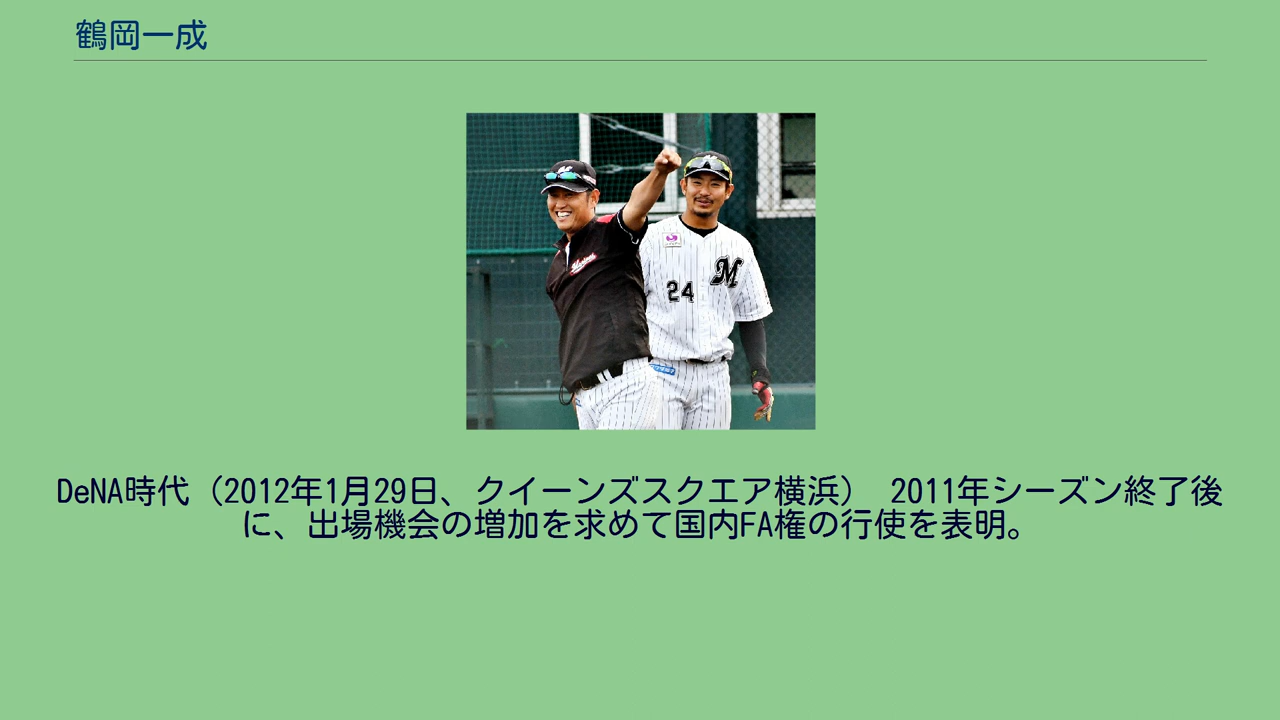 鶴岡一成
24 M
DeNA時代（2012年1月29日、クイーンズスクエア横浜） 2011年シーズン終了後
に、出場機会の増加を求めて国内FA権の行使を表明。